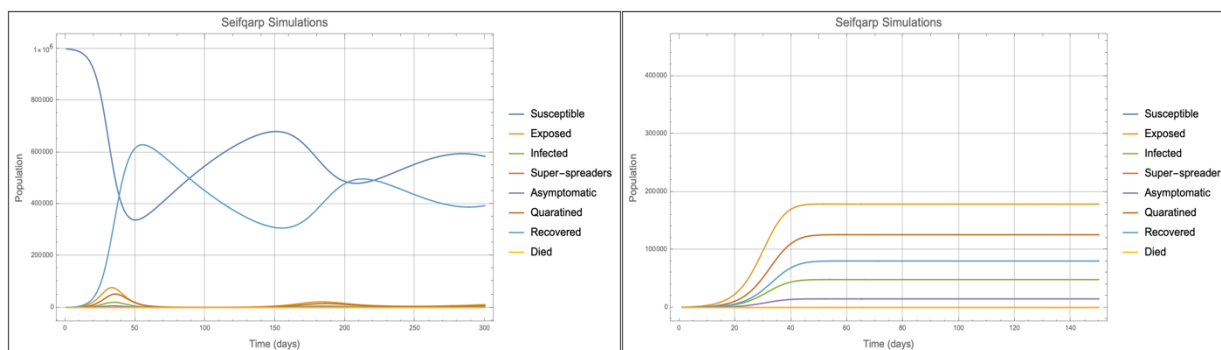 Seifqarp Simulations
1×10⁶
800000
600000
400000
200000
0
0 50 100 150 200 250 300
Population
Time (days)
Susceptible
Exposed
Infected
Super-spreaders
Asymptomatic
Quaratined
Recovered
Died
Seifqarp Simulations
400000
300000
200000
100000
0
0 20 40 60 80 100 120 140
Population
Time (days)
Susceptible
Exposed
Infected
Super-spreaders
Asymptomatic
Quaratined
Recovered
Died